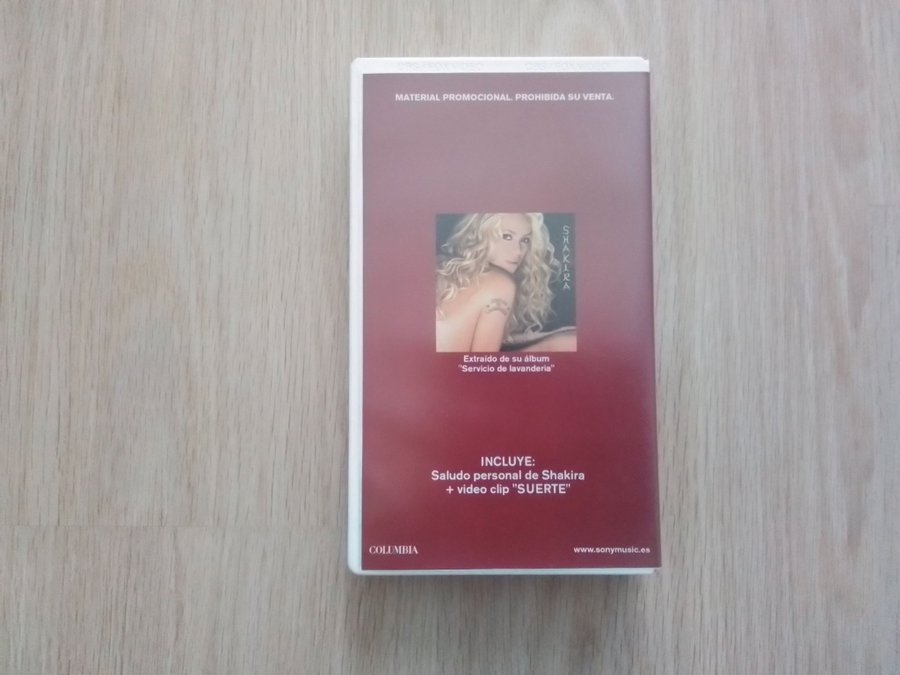 MATERIAL PROMOCIONAL. PROHIBIDA SU VENTA.
SHAKIRA
Extraído de su álbum
"Servicio de lavandería"
INCLUYE:
Saludo personal de Shakira
+ video clip "SUERTE"
COLUMBIA
www.sonymusic.es